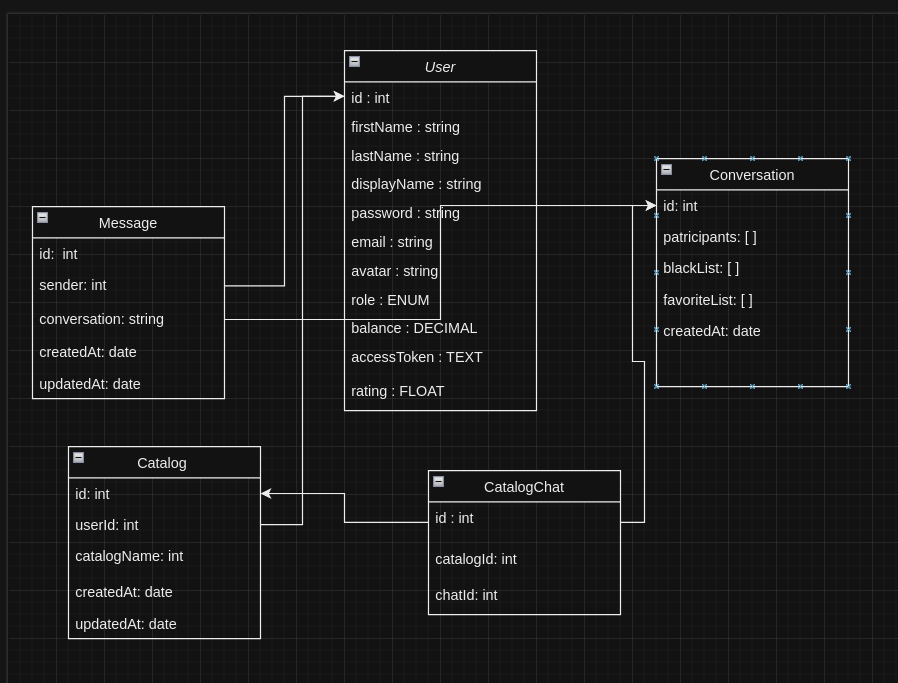 User
id : int
firstName : string
lastName : string
displayName : string
password : string
email : string
avatar : string
role : ENUM
balance : DECIMAL
accessToken : TEXT
rating : FLOAT
Conversation
id: int
patricipants: [ ]
blackList: [ ]
favoriteList: [ ]
createdAt: date
Message
id: int
sender: int
conversation: string
createdAt: date
updatedAt: date
Catalog
id: int
userId: int
catalogName: int
createdAt: date
updatedAt: date
CatalogChat
id : int
catalogId: int
chatId: int